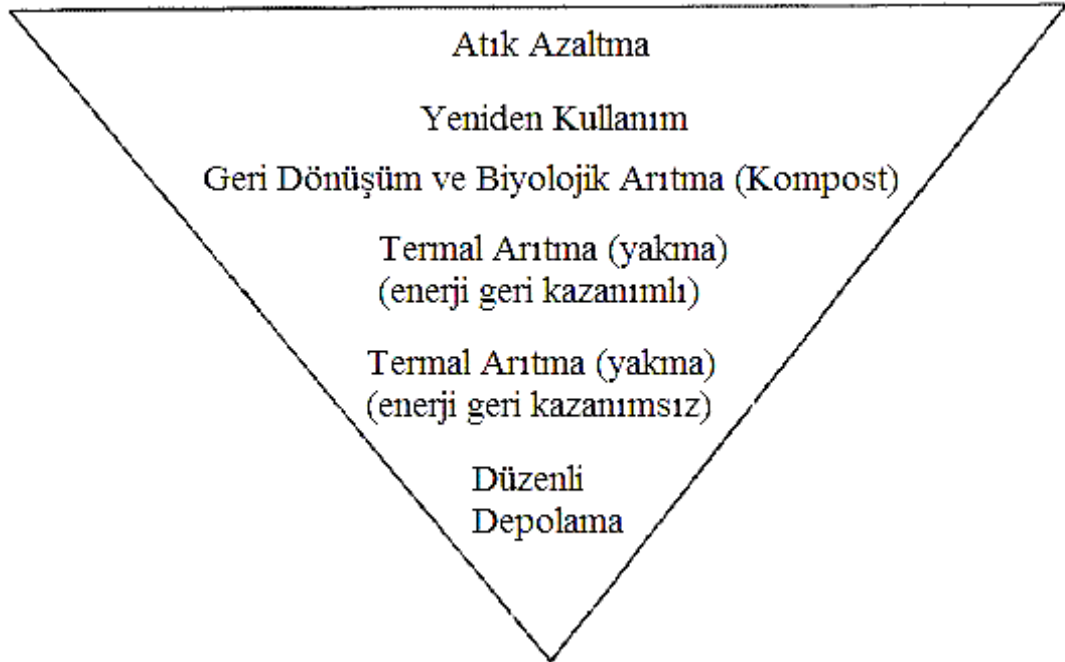 Atık Azaltma
Yeniden Kullanım
Geri Dönüşüm ve Biyolojik Arıtma (Kompost)
Termal Arıtma (yakma)
(enerji geri kazanımlı)
Termal Arıtma (yakma)
(enerji geri kazanımsız)
Düzenli
Depolama